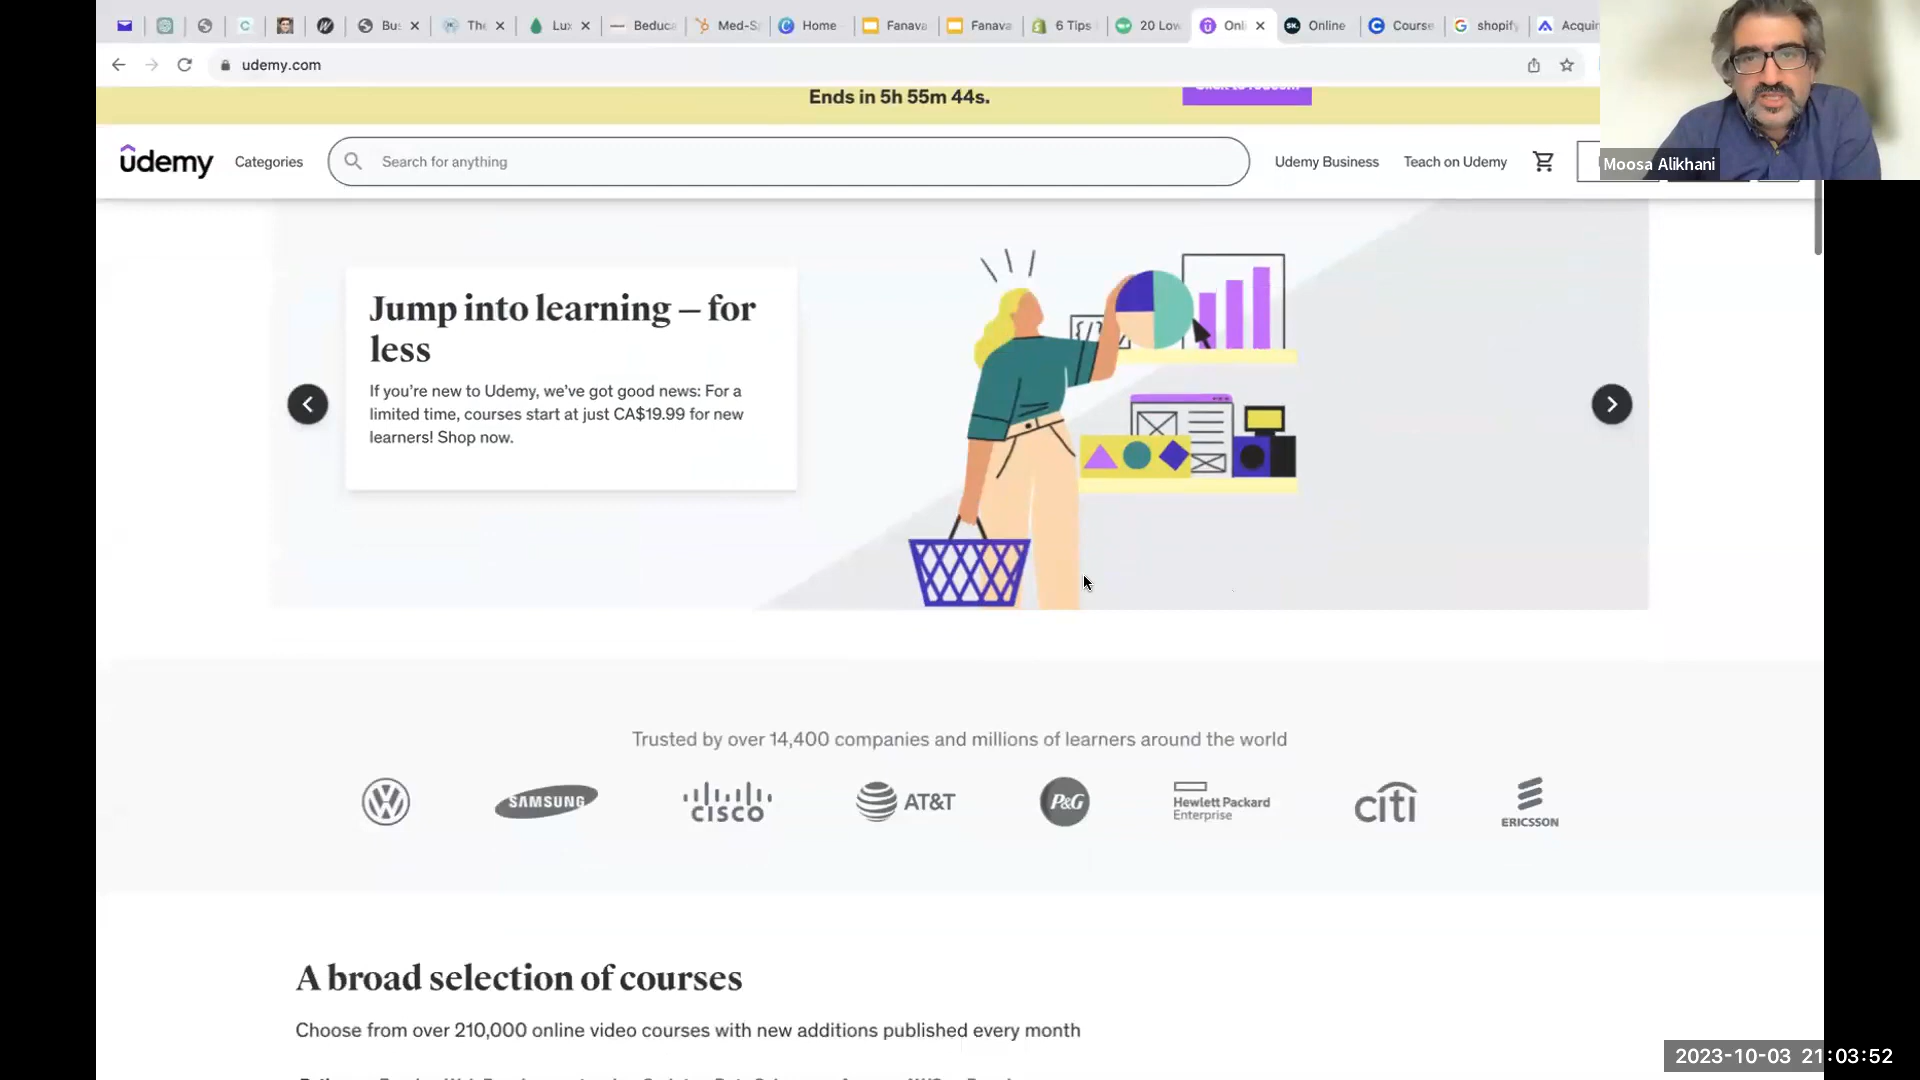 Bus
The
Lux
Beduca
Med-S
Home
Fanava
Fanava
6 Tips
20 Low
Onli
Online
Course
shopify
Acquir
udemy.com
Ends in 5h 55m 44s.
udemy
Categories
Search for anything
Udemy Business
Teach on Udemy
Moosa Alikhani
Jump into learning – for
less
If you're new to Udemy, we've got good news: For a
limited time, courses start at just CA$19.99 for new
learners! Shop now.
Trusted by over 14,400 companies and millions of learners around the world
SAMSUNG
CISCO
AT&T
P&G
Hewlett Packard
Enterprise
citi
ERICSSON
A broad selection of courses
Choose from over 210,000 online video courses with new additions published every month
2023-10-03 21:03:52